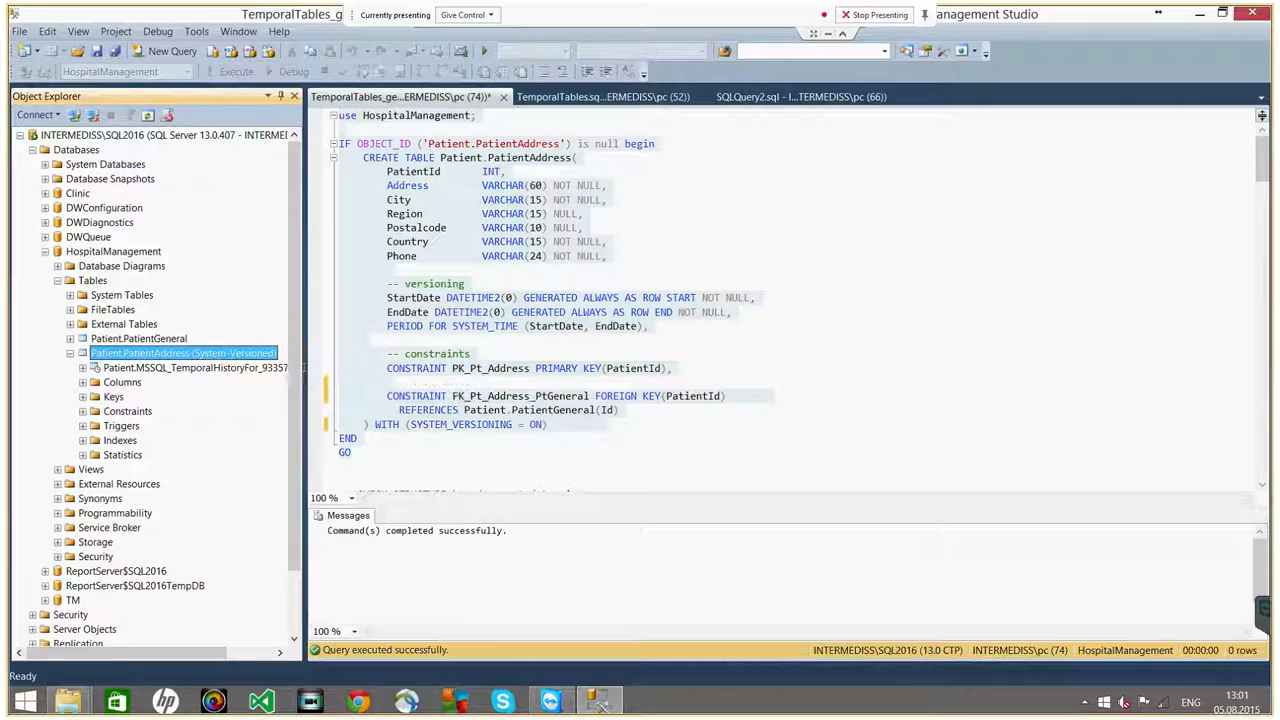 TemporalTables_g
Currently presenting
Give Control
Stop Presenting
Management Studio
File Edit View Project Debug Tools Window Help
New Query
HospitalManagement Execute Debug
Object Explorer
TemporalTables_ge...ERMEDISS\pc (74))* TemporalTables.sq...ERMEDISS\pc (52)) SQLQuery2.sql - I...TERMEDISS\pc (66))
Connect
INTERMEDISS\SQL2016 (SQL Server 13.0.407 - INTERMEI
Databases
System Databases
Database Snapshots
Clinic
DWConfiguration
DWDiagnostics
DWQueue
HospitalManagement
Database Diagrams
Tables
System Tables
FileTables
External Tables
Patient.PatientGeneral
Patient.PatientAddress (System-Versioned)
Patient.MSSQL_TemporalHistoryFor_93357
Columns
Keys
Constraints
Triggers
Indexes
Statistics
Views
External Resources
Synonyms
Programmability
Service Broker
Storage
Security
ReportServer$SQL2016
ReportServer$SQL2016TempDB
TM
Security
Server Objects
Replication
use HospitalManagement;
IF OBJECT_ID ('Patient.PatientAddress') is null begin
CREATE TABLE Patient.PatientAddress(
PatientId INT,
Address VARCHAR(60) NOT NULL,
City VARCHAR(15) NOT NULL,
Region VARCHAR(15) NULL,
Postalcode VARCHAR(10) NULL,
Country VARCHAR(15) NOT NULL,
Phone VARCHAR(24) NOT NULL,
-- versioning
StartDate DATETIME2(0) GENERATED ALWAYS AS ROW START NOT NULL,
EndDate DATETIME2(0) GENERATED ALWAYS AS ROW END NOT NULL,
PERIOD FOR SYSTEM_TIME (StartDate, EndDate),
-- constraints
CONSTRAINT PK_Pt_Address PRIMARY KEY(PatientId),
CONSTRAINT PK_Pt_Address_PtGeneral FOREIGN KEY(PatientId)
REFERENCES Patient.PatientGeneral(Id)
) WITH (SYSTEM_VERSIONING = ON)
END
GO
100 %
Messages
Command(s) completed successfully.
100 %
Query executed successfully. INTERMEDISS\SQL2016 (13.0 CTP) INTERMEDISS\pc (74) HospitalManagement 00:00:00 0 rows
Ready
ENG
13:01
05.08.2015